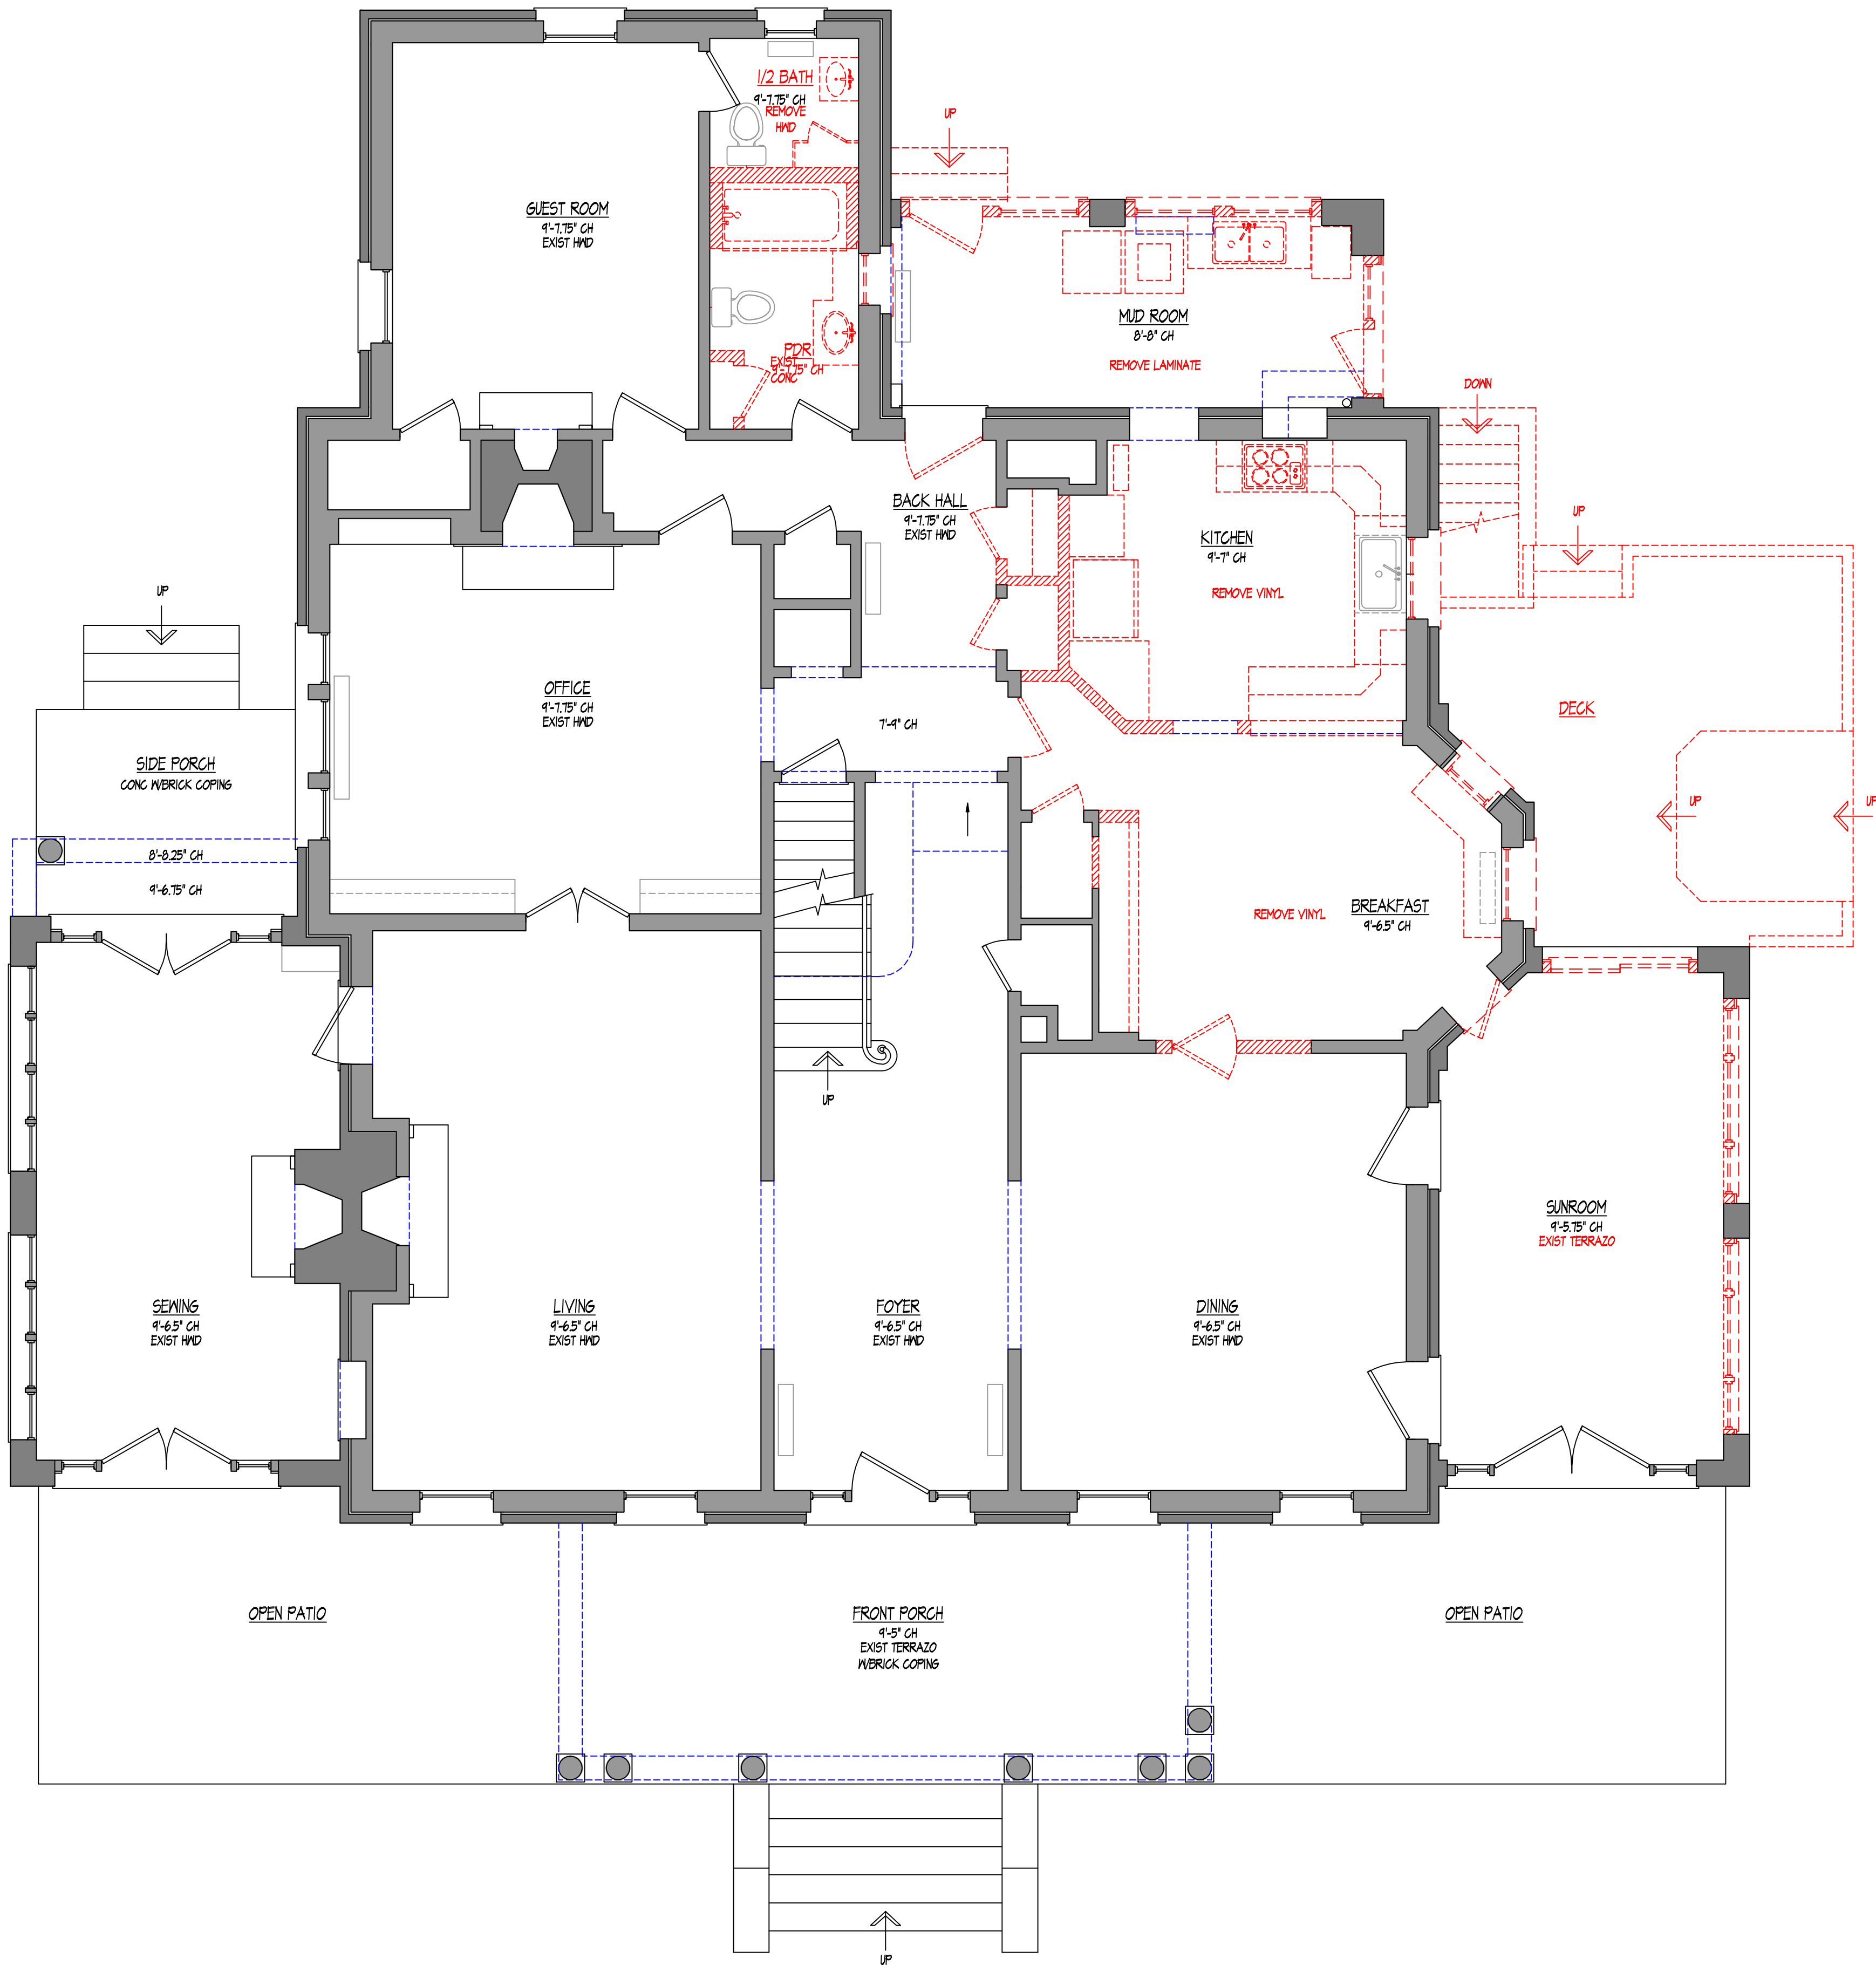 1/2 BATH
9'-7.75" CH
REMOVE
HWD
UP
GUEST ROOM
9'-7.75" CH
EXIST HWD
MUD ROOM
8'-8" CH
REMOVE LAMINATE
PDR
EXIST
9'-7.75" CH
CONC
DOWN
BACK HALL
9'-7.75" CH
EXIST HWD
UP
KITCHEN
9'-7" CH
REMOVE VINYL
UP
OFFICE
9'-7.75" CH
EXIST HWD
7'-9" CH
DECK
SIDE PORCH
CONC W/BRICK COPING
UP
UP
8'-8.25" CH
9'-6.75" CH
REMOVE VINYL
BREAKFAST
9'-6.5" CH
UP
SUNROOM
9'-5.75" CH
EXIST TERRAZO
SEWING
9'-6.5" CH
EXIST HWD
LIVING
9'-6.5" CH
EXIST HWD
FOYER
9'-6.5" CH
EXIST HWD
DINING
9'-6.5" CH
EXIST HWD
OPEN PATIO
FRONT PORCH
9'-5" CH
EXIST TERRAZO
W/BRICK COPING
OPEN PATIO
UP